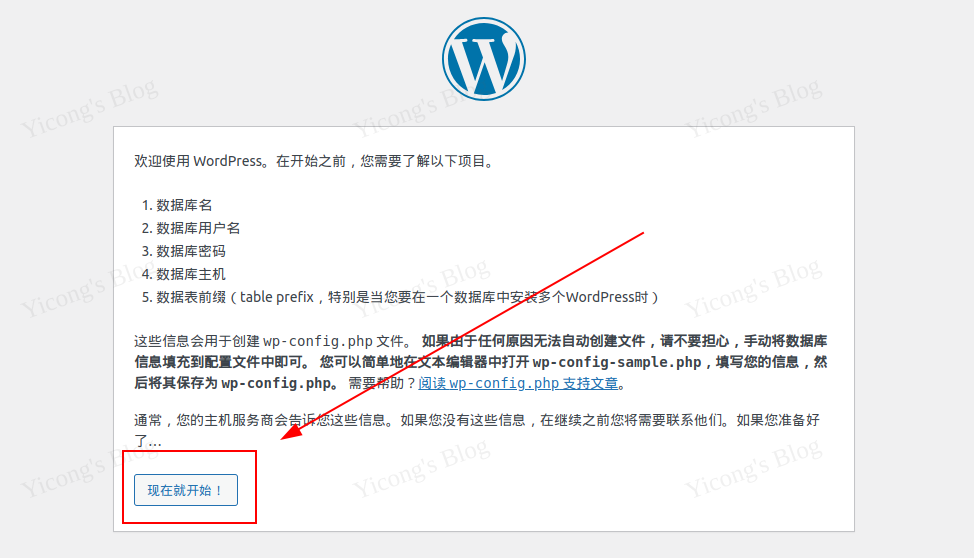 欢迎使用 WordPress。在开始之前，您需要了解以下项目。
1. 数据库名
2. 数据库用户名
3. 数据库密码
4. 数据库主机
5. 数据表前缀（table prefix，特别是当您要在一个数据库中安装多个WordPress时）
这些信息会用于创建 wp-config.php 文件。 如果由于任何原因无法自动创建文件，请不要担心，手动将数据库
信息填充到配置文件中即可。 您可以简单地在文本编辑器中打开 wp-config-sample.php，填写您的信息，然
后将其保存为 wp-config.php。 需要帮助？阅读 wp-config.php 支持文章。
通常，您的主机服务商会告诉您这些信息。如果您没有这些信息，在继续之前您将需要联系他们。如果您准备好
了…
现在就开始！
Yicong's Blog
Yicong's Blog
Yicong's Blog
Yicong's Blog
Yicong's Blog
Yicong's Blog
Yicong's Blog
Yicong's Blog
Yicong's Blog